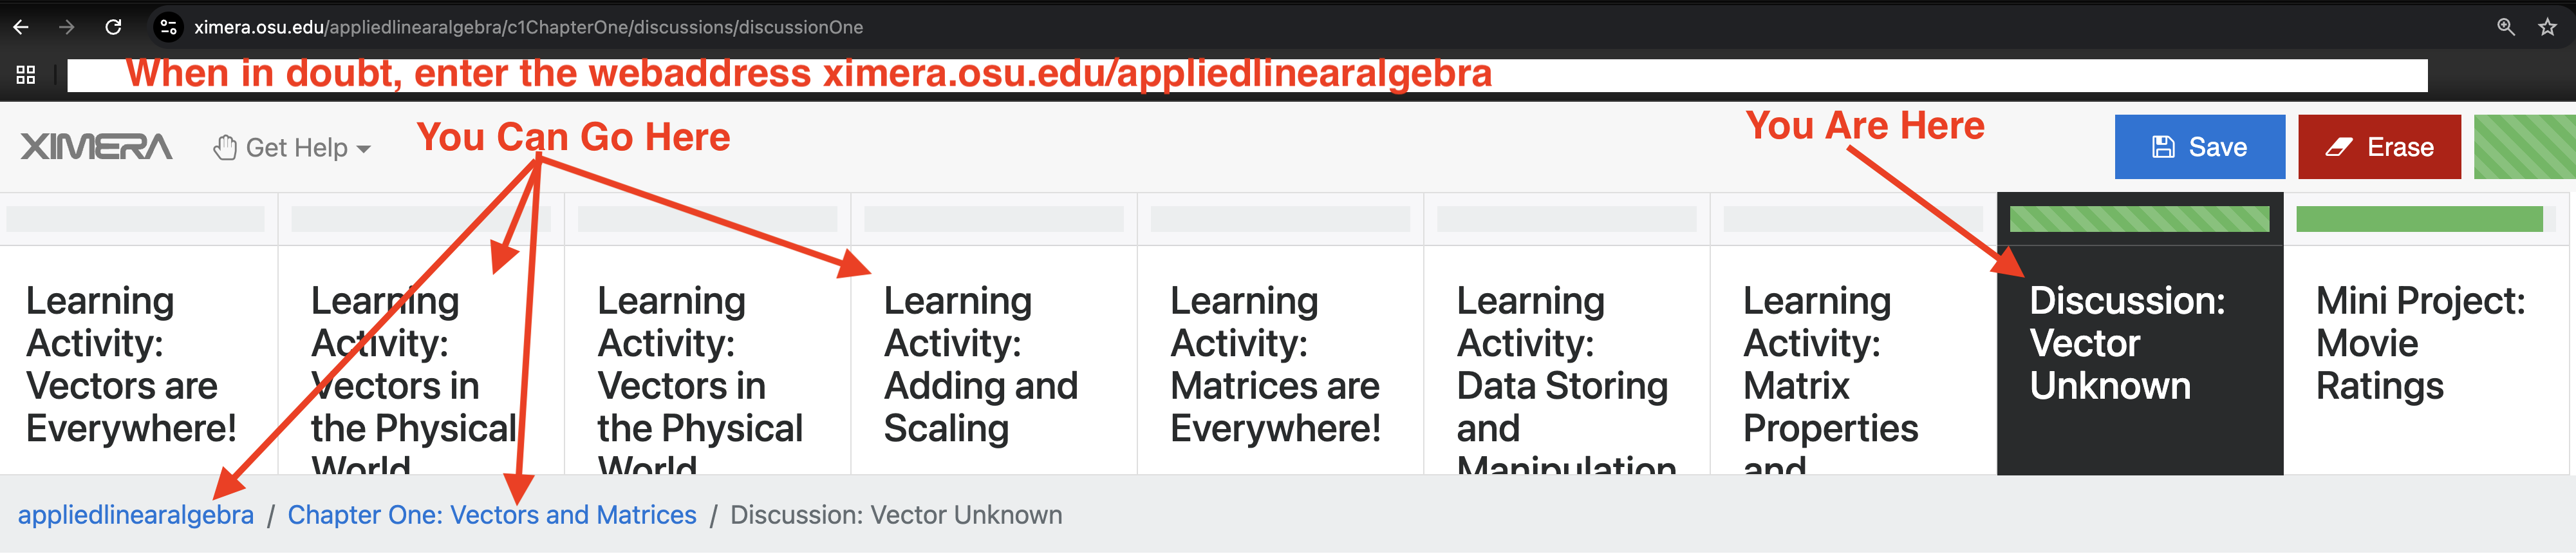 ximera.osu.edu/appliedlinearalgebra/c1ChapterOne/discussions/discussionOne
When in doubt, enter the webaddress ximera.osu.edu/appliedlinearalgebra
XIMERA
Get Help
You Can Go Here
You Are Here
Save
Erase
Learning
Activity:
Vectors are
Everywhere!
Learning
Activity:
Vectors in
the Physical
World
Learning
Activity:
Vectors in
the Physical
World
Learning
Activity:
Adding and
Scaling
Learning
Activity:
Matrices are
Everywhere!
Learning
Activity:
Data Storing
and
Manipulation
Learning
Activity:
Matrix
Properties
and
Discussion:
Vector
Unknown
Mini Project:
Movie
Ratings
appliedlinearalgebra / Chapter One: Vectors and Matrices / Discussion: Vector Unknown